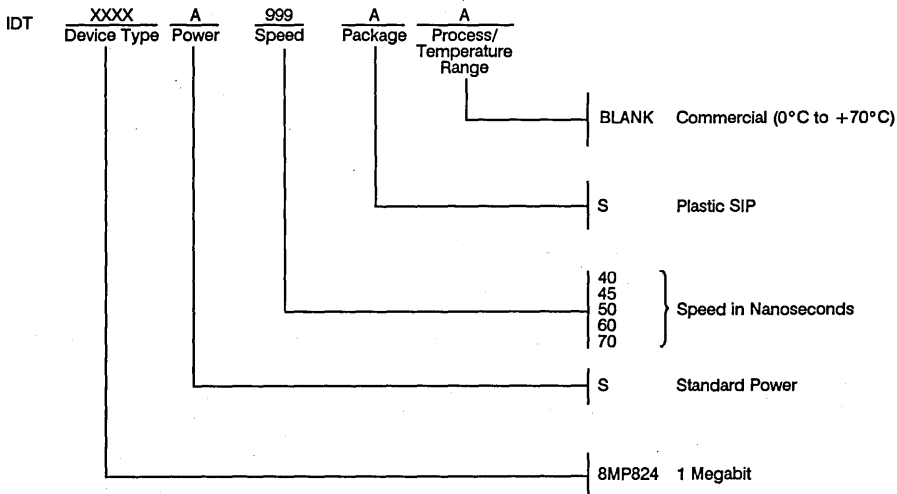 IDT XXXX A 999 A A
Device Type Power Speed Package Process/
Temperature
Range
BLANK Commercial (0°C to +70°C)
S Plastic SIP
40
45
50 Speed in Nanoseconds
60
70
S Standard Power
8MP824 1 Megabit